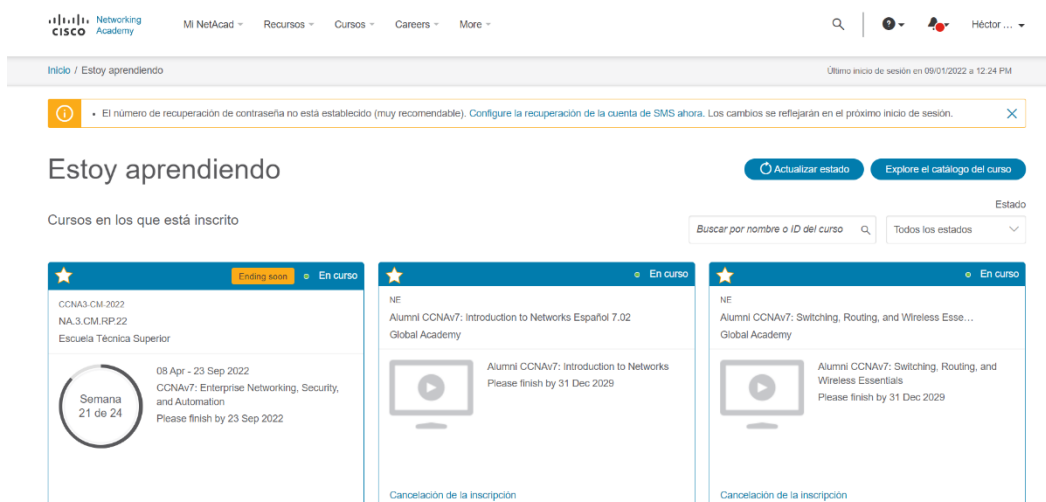 CISCO Networking Academy
Mi NetAcad Recursos Cursos Careers More
Héctor ...
Inicio / Estoy aprendiendo
Último inicio de sesión en 09/01/2022 a 12:24 PM
• El número de recuperación de contraseña no está establecido (muy recomendable). Configure la recuperación de la cuenta de SMS ahora. Los cambios se reflejarán en el próximo inicio de sesión.
Estoy aprendiendo
Actualizar estado
Explore el catálogo del curso
Estado
Cursos en los que está inscrito
Buscar por nombre o ID del curso
Todos los estados
Ending soon
En curso
CCNA3-CM-2022
NA.3.CM.RP.22
Escuela Técnica Superior
Semana
21 de 24
08 Apr - 23 Sep 2022
CCNAv7: Enterprise Networking, Security,
and Automation
Please finish by 23 Sep 2022
En curso
NE
Alumni CCNAv7: Introduction to Networks Español 7.02
Global Academy
Alumni CCNAv7: Introduction to Networks
Please finish by 31 Dec 2029
Cancelación de la inscripción
En curso
NE
Alumni CCNAv7: Switching, Routing, and Wireless Esse...
Global Academy
Alumni CCNAv7: Switching, Routing, and
Wireless Essentials
Please finish by 31 Dec 2029
Cancelación de la inscripción